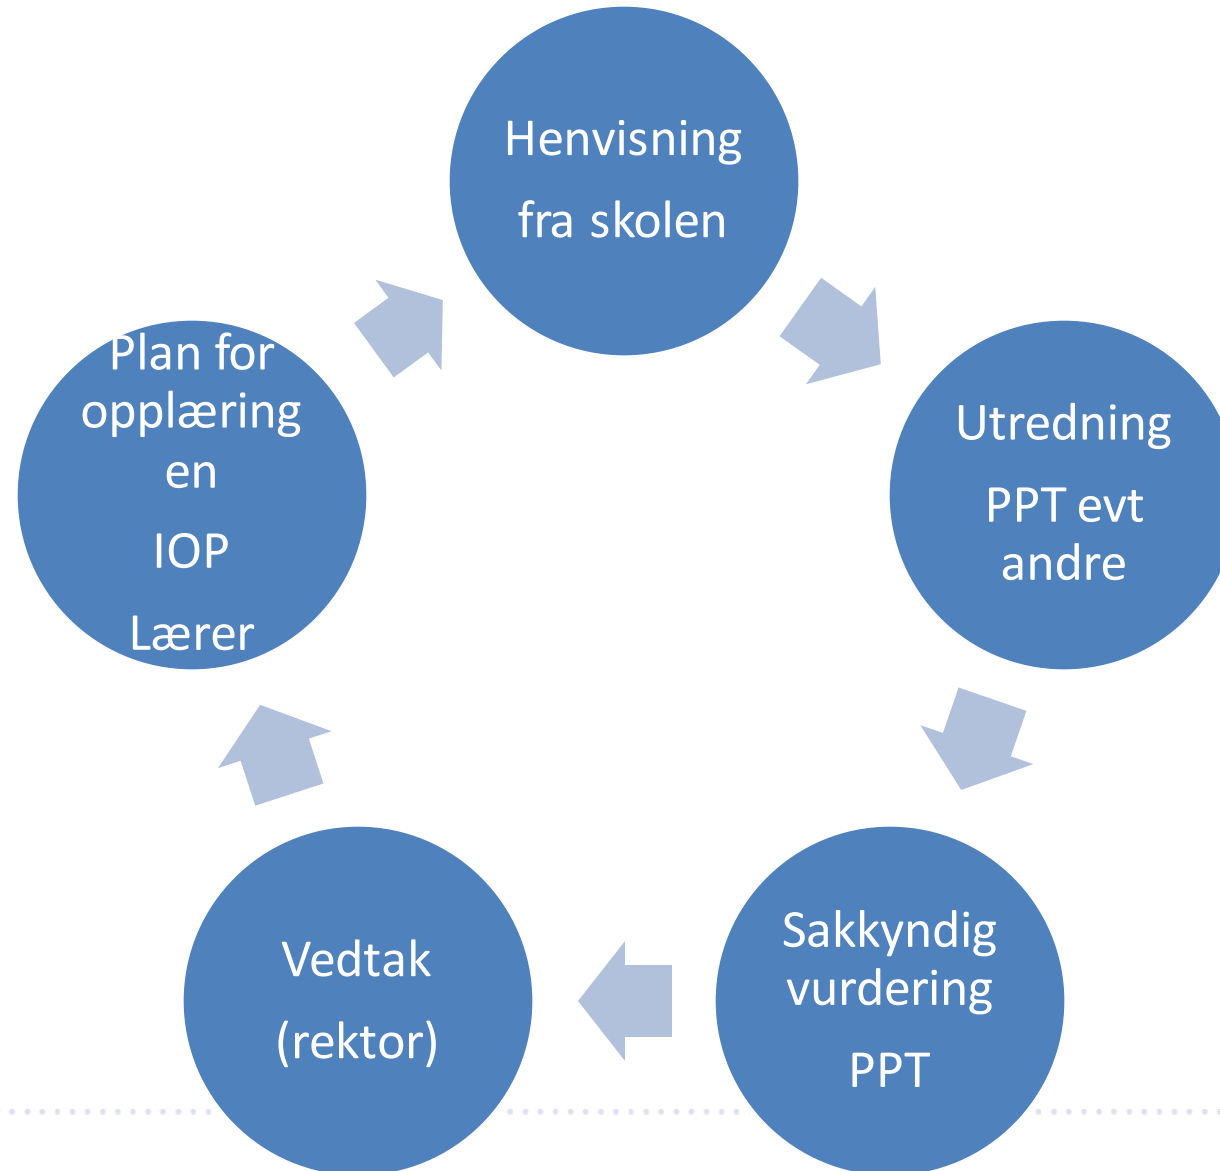 Henvisning
fra skolen
Utredning
PPT evt
andre
Sakkyndig
vurdering
PPT
Vedtak
(rektor)
Plan for
opplæring
en
IOP
Lærer